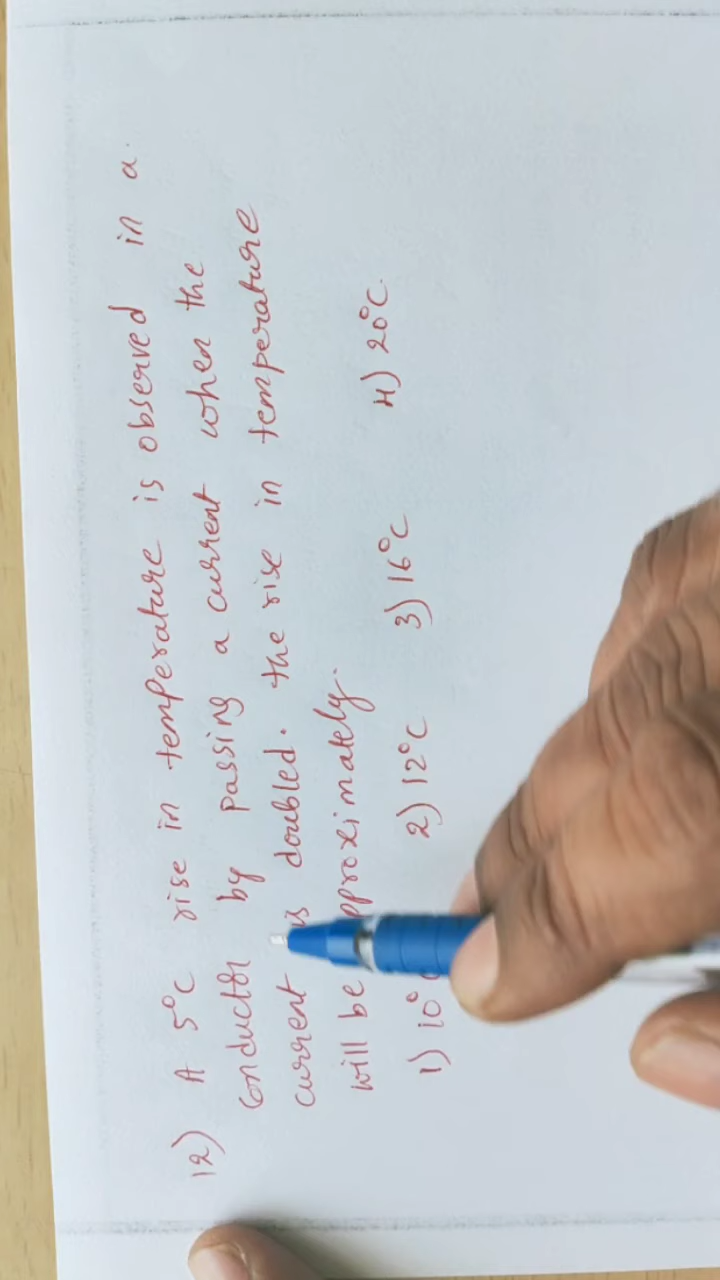 12) A 5°C rise in temperature is observed in a.
conductor by passing a current when the
current is doubled. the rise in temperature
will be approximately.
1) 10° 2) 12°C 3) 16°C 4) 20°C.